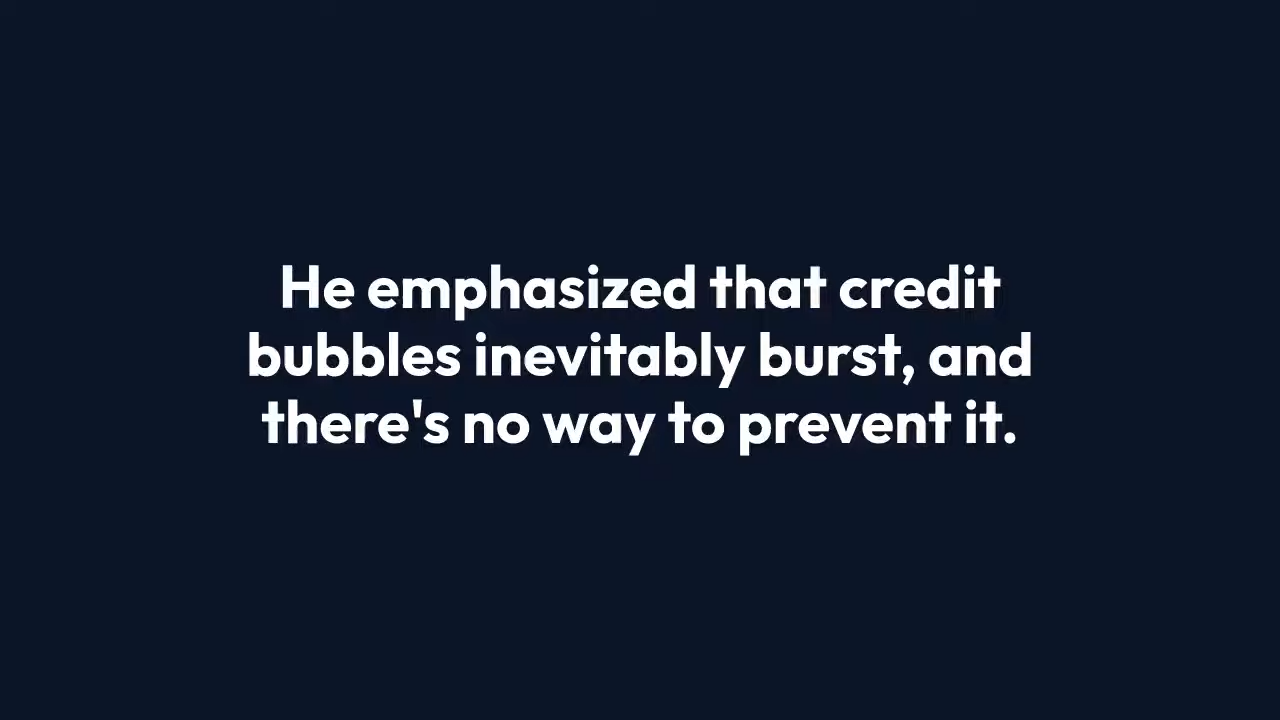 He emphasized that credit
bubbles inevitably burst, and
there's no way to prevent it.